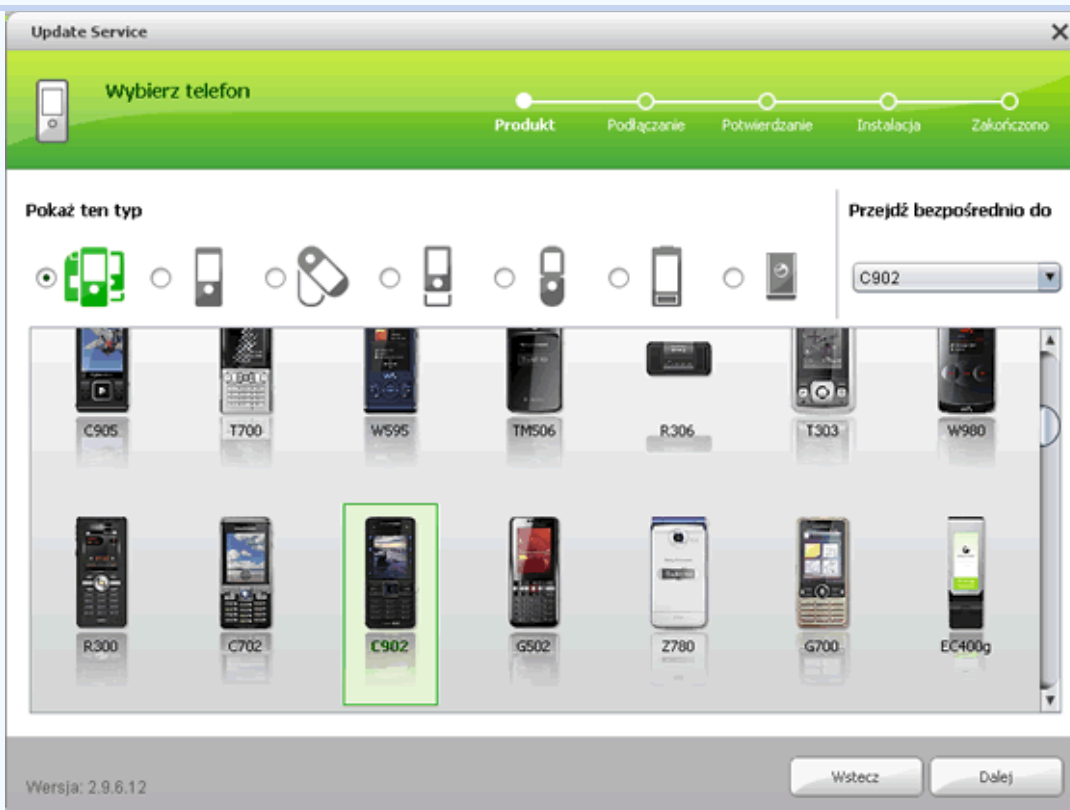 Update Service
Wybierz telefon
Produkt Podłączanie Potwierdzanie Instalacja Zakończono
Pokaż ten typ
Przejdź bezpośrednio do
C902
C905 T700 W595 TM506 R306 T303 W980
R300 C702 C902 G502 Z780 G700 EC400g
Wersja: 2.9.6.12
Wstecz Dalej